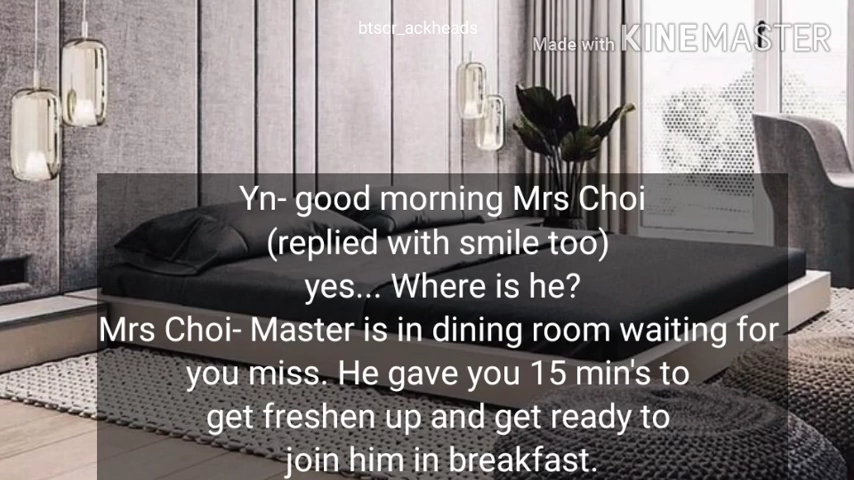 btscr_ackheads
Made with KINEMASTER
Yn- good morning Mrs Choi
(replied with smile too)
yes... Where is he?
Mrs Choi- Master is in dining room waiting for
you miss. He gave you 15 min's to
get freshen up and get ready to
join him in breakfast.